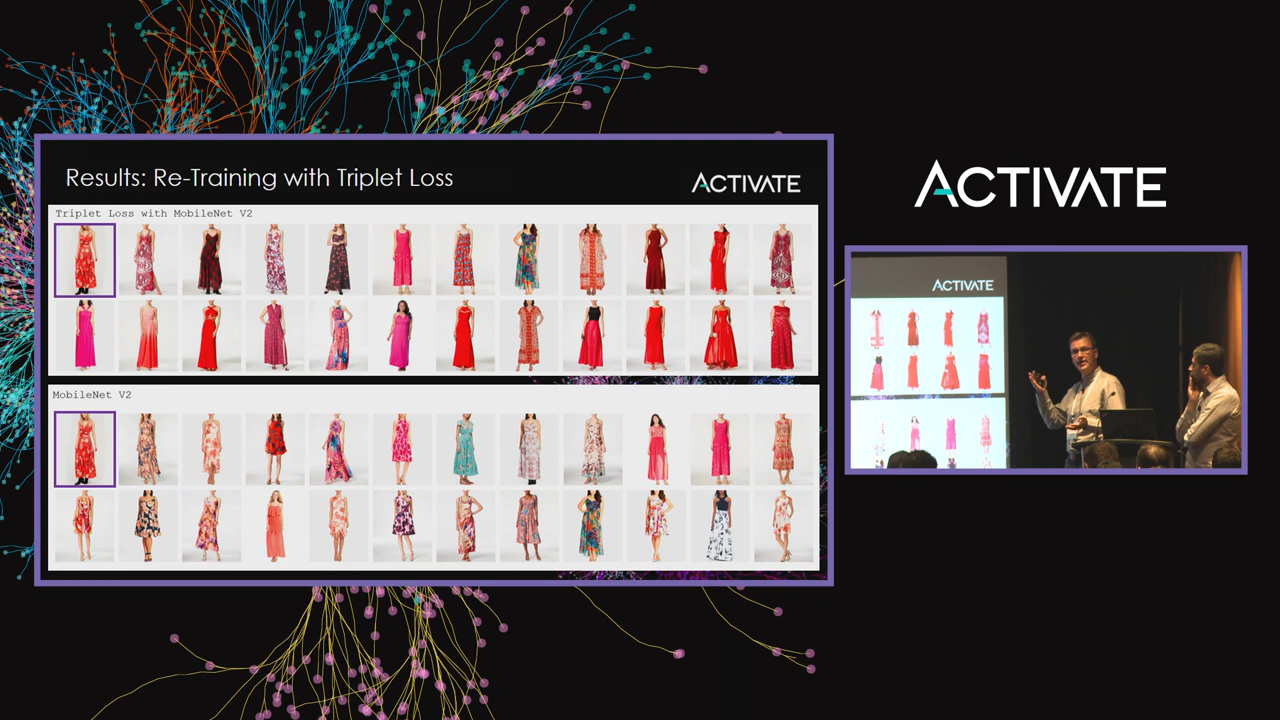 Results: Re-Training with Triplet Loss
ACTIVATE
Triplet Loss with MobileNet V2
MobileNet V2
ACTIVATE
ACTIVATE